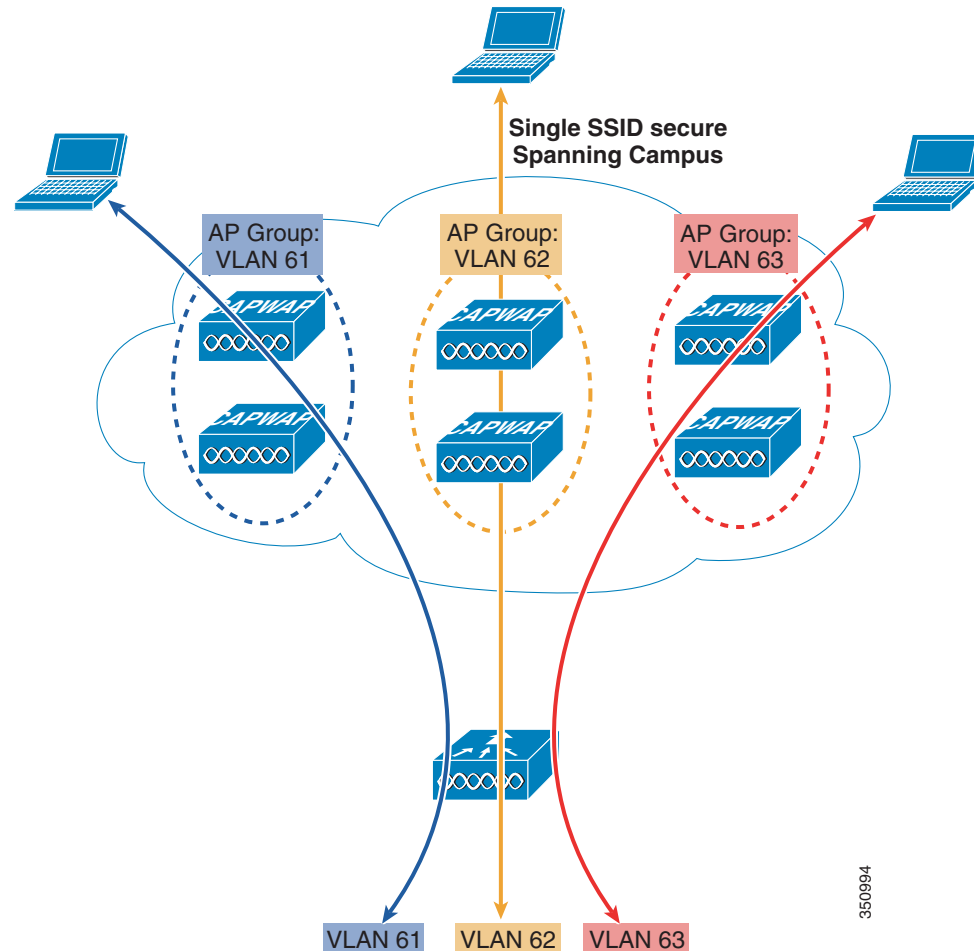 Single SSID secure
Spanning Campus
AP Group:
VLAN 61
AP Group:
VLAN 62
AP Group:
VLAN 63
CAPWAP
CAPWAP
CAPWAP
CAPWAP
CAPWAP
CAPWAP
350994
VLAN 61
VLAN 62
VLAN 63